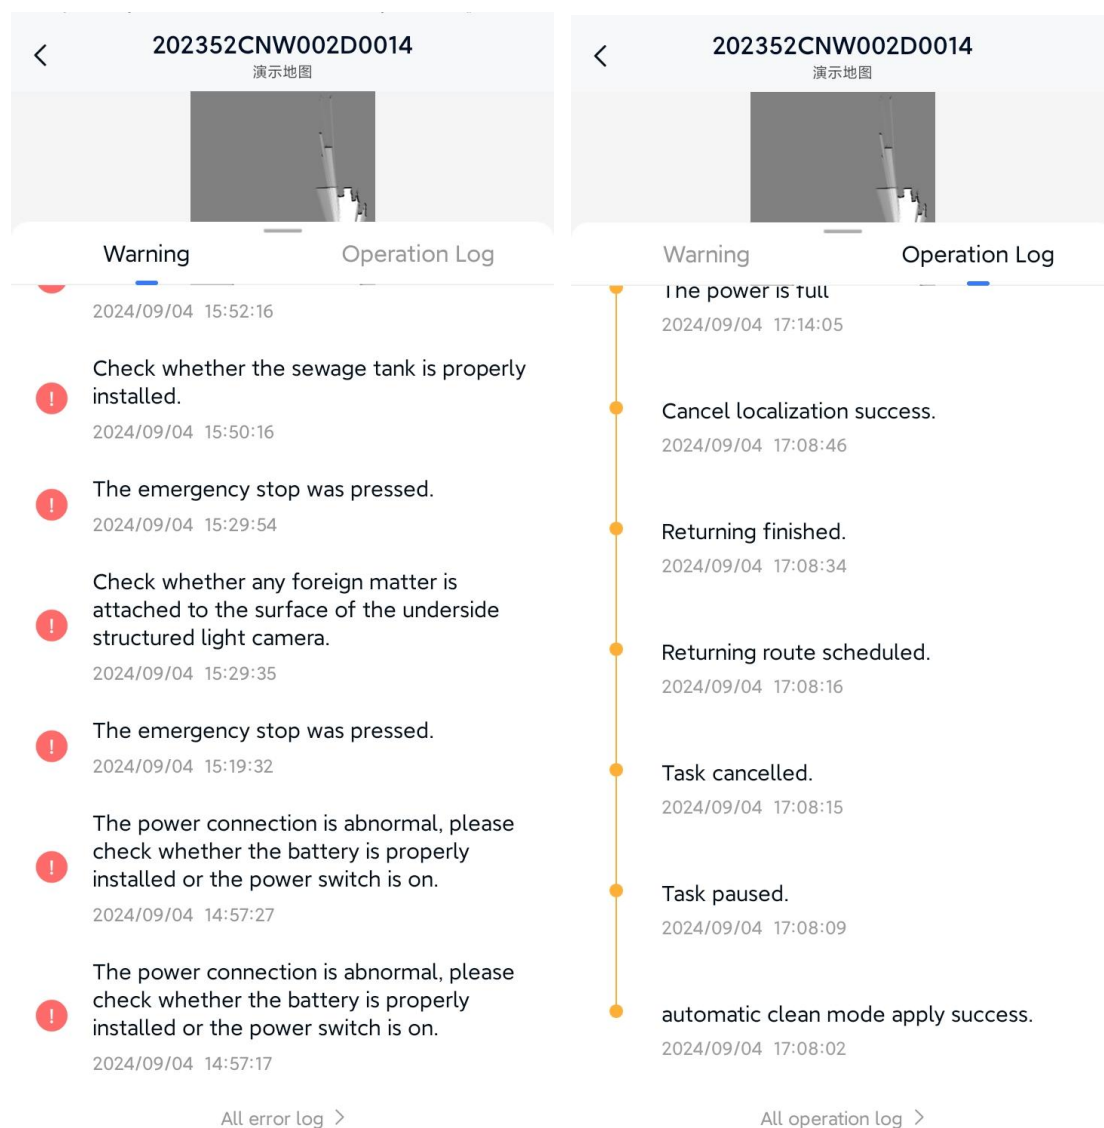 202352CNW002D0014
演示地图
Warning
Operation Log
2024/09/04 15:52:16
Check whether the sewage tank is properly
installed.
2024/09/04 15:50:16
The emergency stop was pressed.
2024/09/04 15:29:54
Check whether any foreign matter is
attached to the surface of the underside
structured light camera.
2024/09/04 15:29:35
The emergency stop was pressed.
2024/09/04 15:19:32
The power connection is abnormal, please
check whether the battery is properly
installed or the power switch is on.
2024/09/04 14:57:27
The power connection is abnormal, please
check whether the battery is properly
installed or the power switch is on.
2024/09/04 14:57:17
All error log >
202352CNW002D0014
演示地图
Warning
Operation Log
The power is full
2024/09/04 17:14:05
Cancel localization success.
2024/09/04 17:08:46
Returning finished.
2024/09/04 17:08:34
Returning route scheduled.
2024/09/04 17:08:16
Task cancelled.
2024/09/04 17:08:15
Task paused.
2024/09/04 17:08:09
automatic clean mode apply success.
2024/09/04 17:08:02
All operation log >